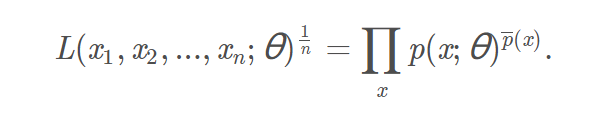 L(x₁, x₂, ..., xₙ; θ)^{1/n} = ∏ₓ p(x; θ)^{p̅(x)}.